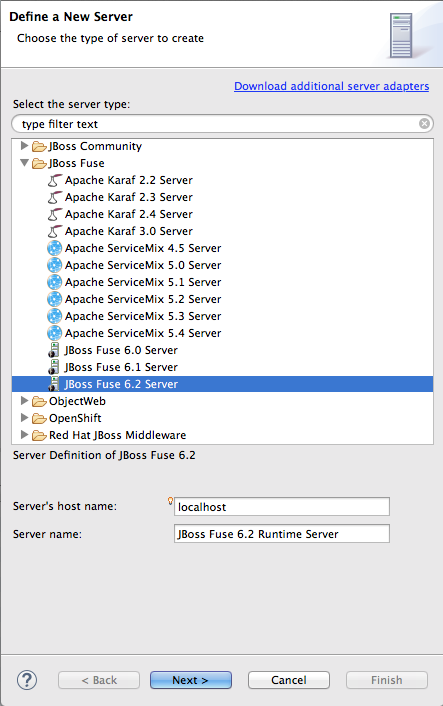 Define a New Server
Choose the type of server to create
Download additional server adapters
Select the server type:
type filter text
JBoss Community
JBoss Fuse
Apache Karaf 2.2 Server
Apache Karaf 2.3 Server
Apache Karaf 2.4 Server
Apache Karaf 3.0 Server
Apache ServiceMix 4.5 Server
Apache ServiceMix 5.0 Server
Apache ServiceMix 5.1 Server
Apache ServiceMix 5.2 Server
Apache ServiceMix 5.3 Server
Apache ServiceMix 5.4 Server
JBoss Fuse 6.0 Server
JBoss Fuse 6.1 Server
JBoss Fuse 6.2 Server
ObjectWeb
OpenShift
Red Hat JBoss Middleware
Server Definition of JBoss Fuse 6.2
Server's host name: localhost
Server name: JBoss Fuse 6.2 Runtime Server
? < Back Next > Cancel Finish